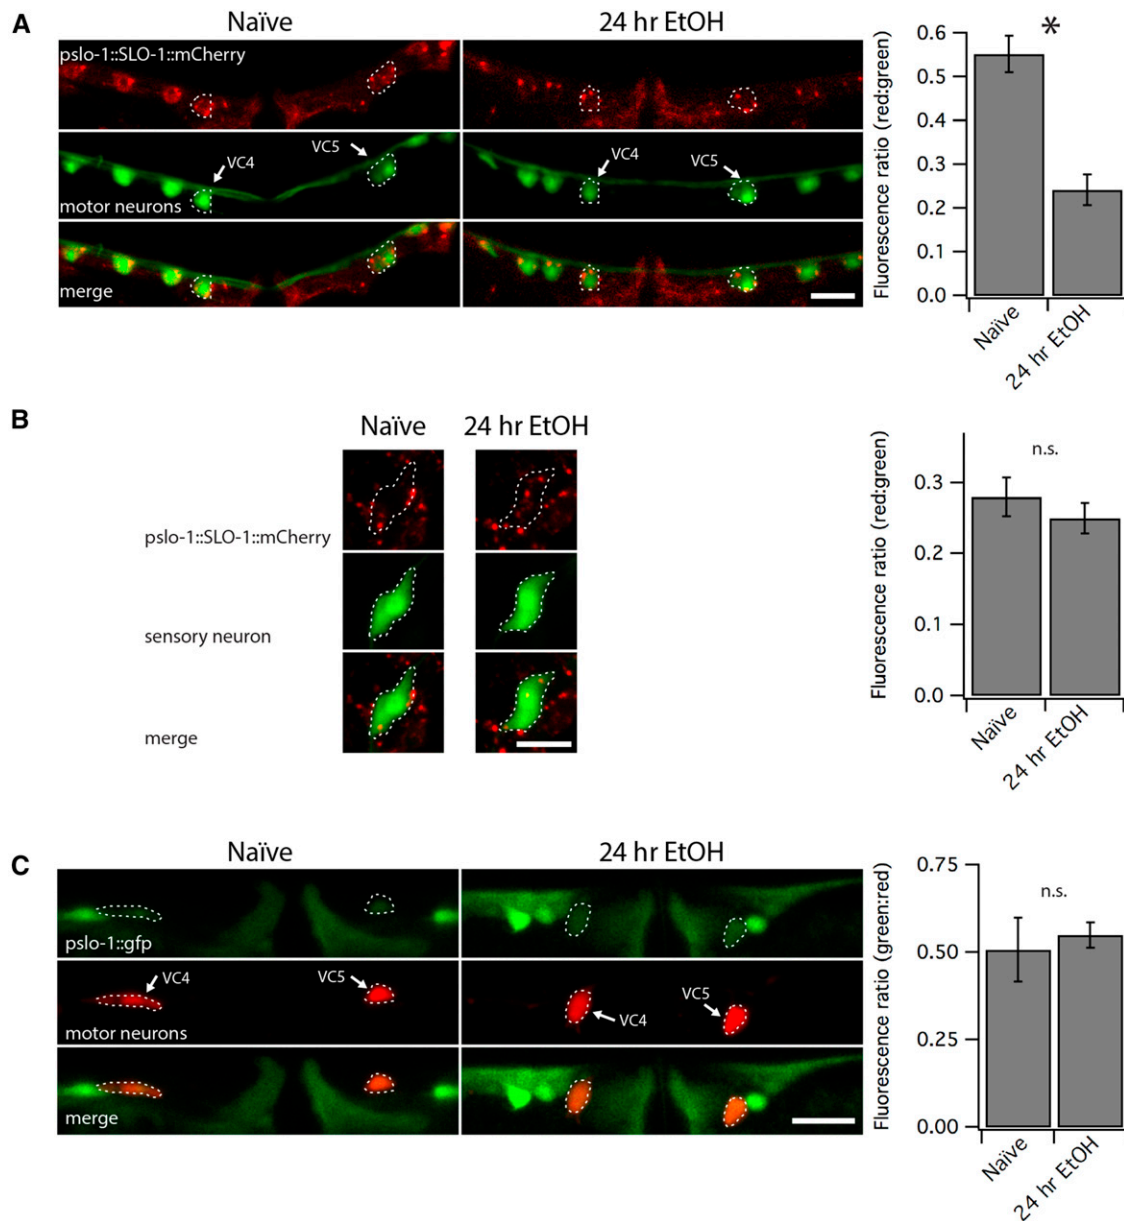 A
Naïve
24 hr EtOH
pslo-1::SLO-1::mCherry
VC4
VC5
motor neurons
VC4
VC5
merge
Fluorescence ratio (red:green)
0.6
0.5
0.4
0.3
0.2
0.1
0.0
*
Naïve
24 hr EtOH
B
Naïve
24 hr EtOH
pslo-1::SLO-1::mCherry
sensory neuron
merge
Fluorescence ratio (red:green)
0.3
0.2
0.1
0.0
n.s.
Naïve
24 hr EtOH
C
Naïve
24 hr EtOH
pslo-1::gfp
VC4
VC5
motor neurons
VC4
VC5
merge
Fluorescence ratio (green:red)
0.75
0.50
0.25
0.00
n.s.
Naïve
24 hr EtOH